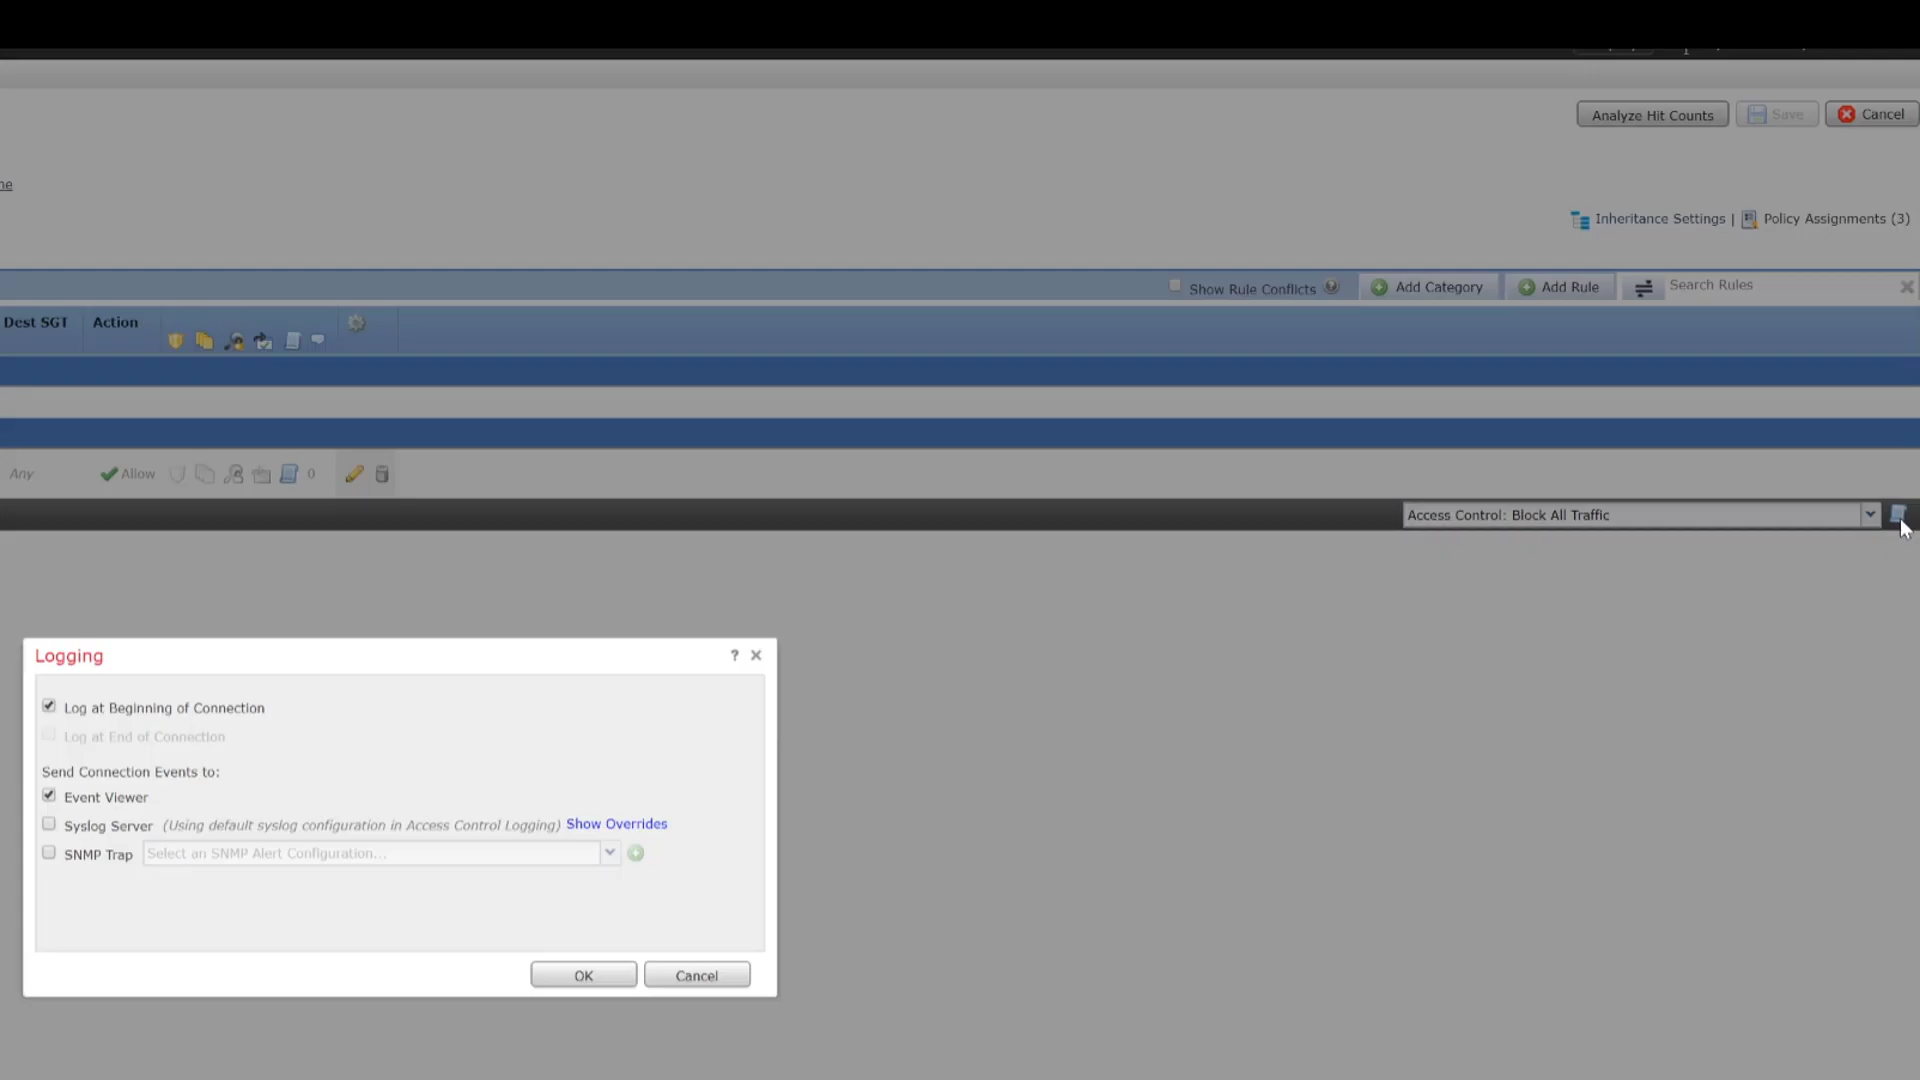 Analyze Hit Counts
Save
Cancel
ne
Inheritance Settings | Policy Assignments (3)
Show Rule Conflicts
Add Category
Add Rule
Search Rules
Dest SGT
Action
Any
Allow
0
Access Control: Block All Traffic
Logging
?
Log at Beginning of Connection
Log at End of Connection
Send Connection Events to:
Event Viewer
Syslog Server (Using default syslog configuration in Access Control Logging) Show Overrides
SNMP Trap Select an SNMP Alert Configuration...
OK
Cancel